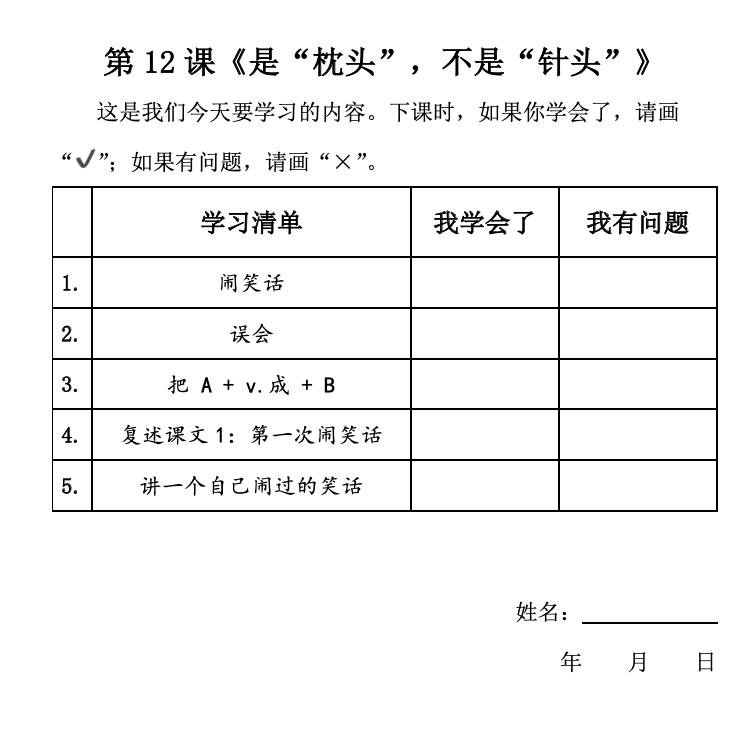 第 12 课《是“枕头”，不是“针头”》
这是我们今天要学习的内容。下课时，如果你学会了，请画
“✔”；如果有问题，请画“×”。
学习清单 我学会了 我有问题
1. 闹笑话
2. 误会
3. 把 A + v.成 + B
4. 复述课文 1：第一次闹笑话
5. 讲一个自己闹过的笑话
姓名：
年 月 日